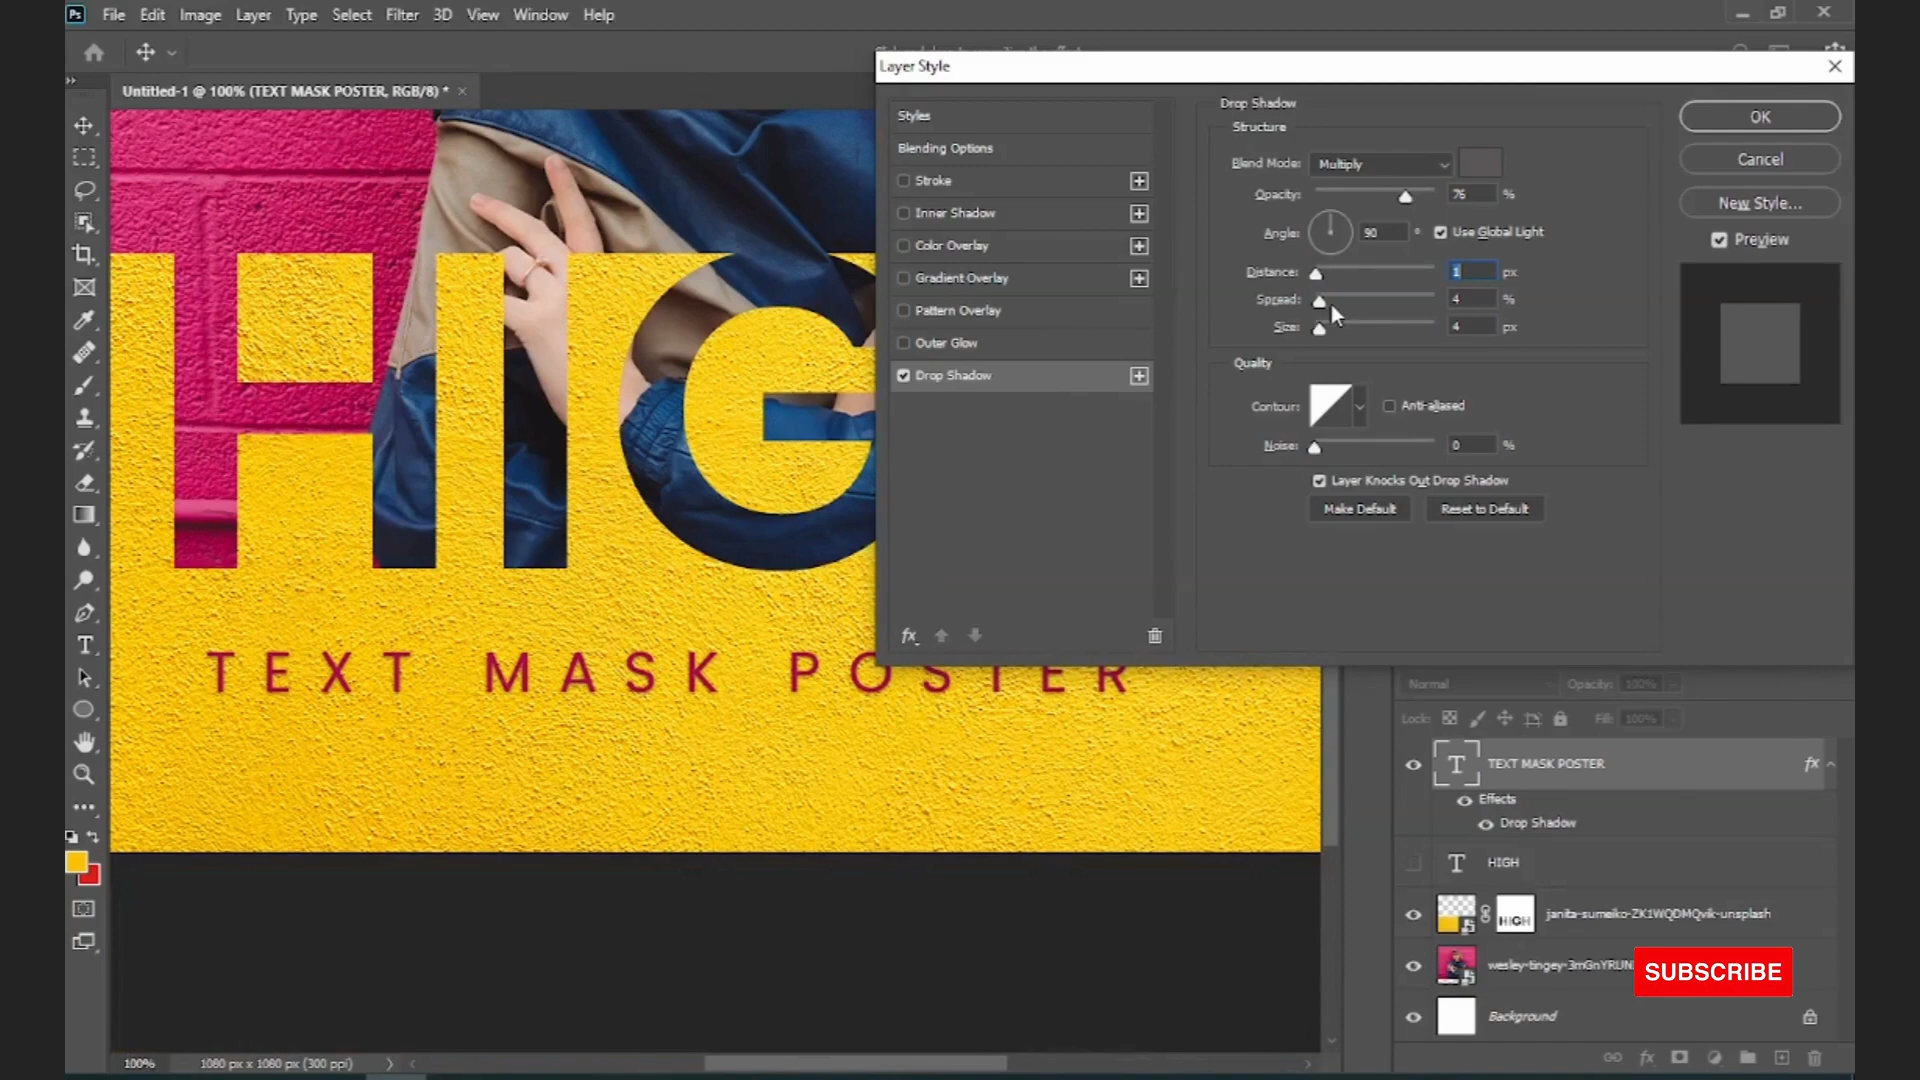 Ps File Edit Image Layer Type Select Filter 3D View Window Help
Untitled-1 @ 100% (TEXT MASK POSTER, RGB/8) *
Layer Style
Styles
Blending Options
Stroke
Inner Shadow
Color Overlay
Gradient Overlay
Pattern Overlay
Outer Glow
Drop Shadow
fx
Drop Shadow
Structure
Blend Mode: Multiply
Opacity: 76 %
Angle: 90 ° Use Global Light
Distance: 1 px
Spread: 4 %
Size: 4 px
Quality
Contour: Anti-aliased
Noise: 0 %
Layer Knocks Out Drop Shadow
Make Default Reset to Default
OK
Cancel
New Style...
Preview
HIG
TEXT MASK POSTER
Normal Opacity: 100%
Lock: Fill: 100%
T TEXT MASK POSTER fx
Effects
Drop Shadow
T HIGH
HIGH janita-sumeiko-ZK1WQDMQvik-unsplash
wesley-tingey-3mGnYRUN
SUBSCRIBE
Background
fx
100% 1080 px x 1080 px (300 ppi)